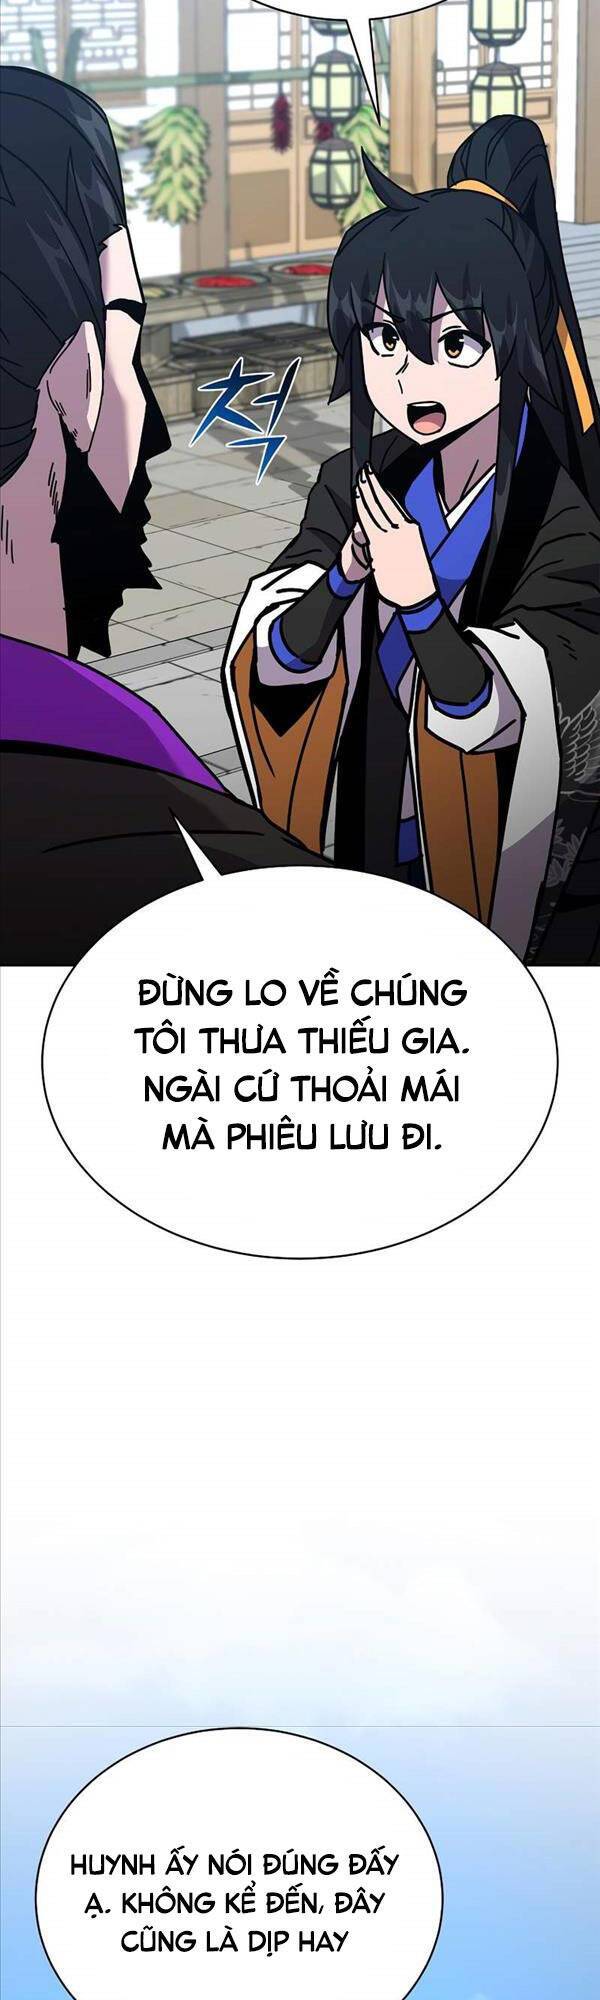 척
ĐỪNG LO VỀ CHÚNG
TÔI THƯA THIẾU GIA.
NGÀI CỨ THOẢI MÁI
MÀ PHIÊU LƯU ĐI.
HUYNH ẤY NÓI ĐÚNG ĐẤY
Ạ. KHÔNG KỂ ĐẾN, ĐÂY
CŨNG LÀ DỊP HAY